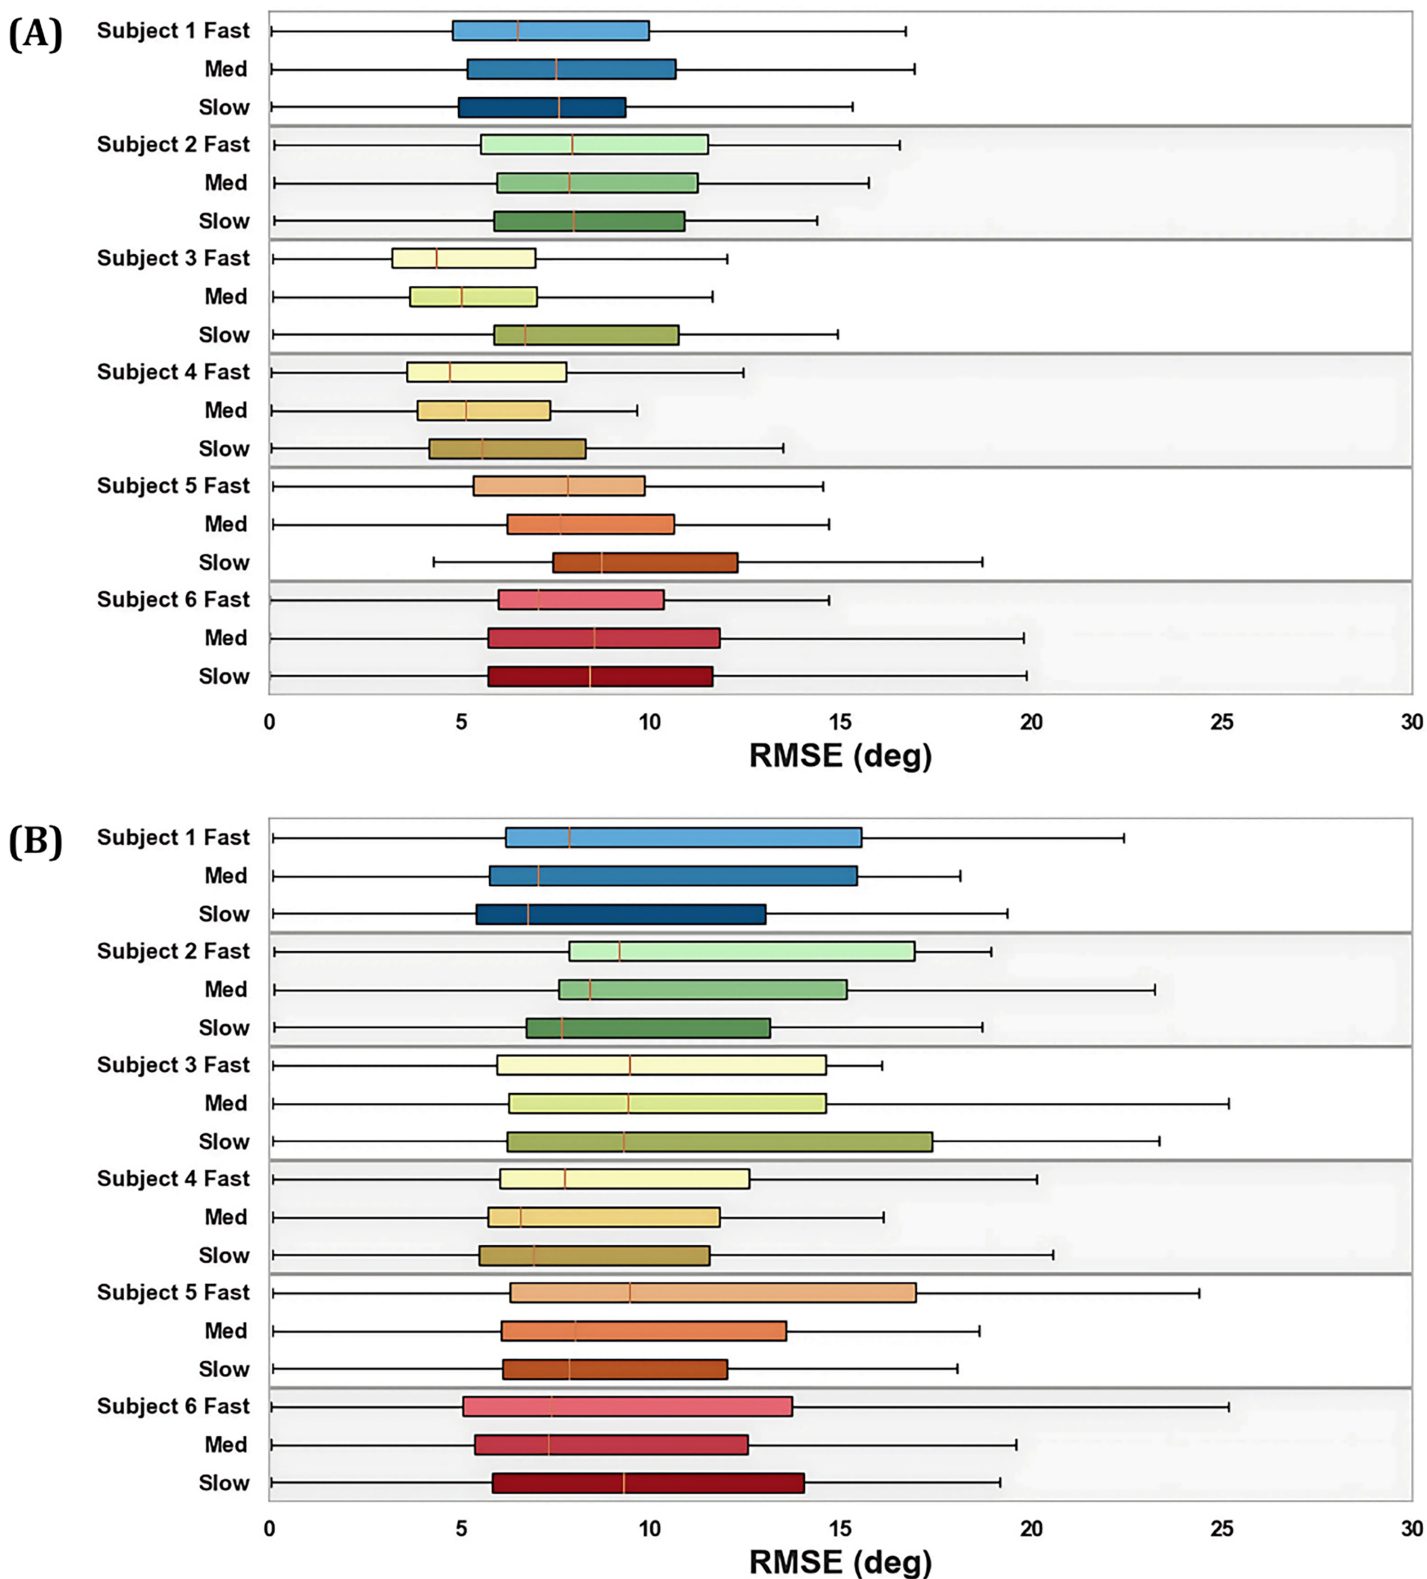 (A)
Subject 1 Fast
Med
Slow
Subject 2 Fast
Med
Slow
Subject 3 Fast
Med
Slow
Subject 4 Fast
Med
Slow
Subject 5 Fast
Med
Slow
Subject 6 Fast
Med
Slow
0 5 10 15 20 25 30
RMSE (deg)
(B)
Subject 1 Fast
Med
Slow
Subject 2 Fast
Med
Slow
Subject 3 Fast
Med
Slow
Subject 4 Fast
Med
Slow
Subject 5 Fast
Med
Slow
Subject 6 Fast
Med
Slow
0 5 10 15 20 25 30
RMSE (deg)